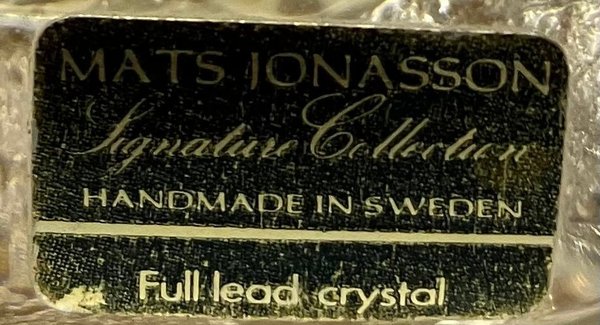 MATS JONASSON
Signature Collection
HANDMADE IN SWEDEN
Full lead crystal